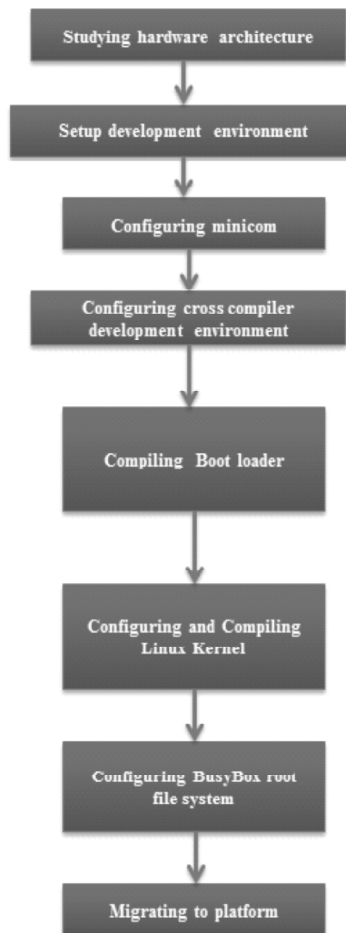 Studying hardware architecture
Setup development environment
Configuring minicom
Configuring cross compiler
development environment
Compiling Boot loader
Configuring and Compiling
Linux Kernel
Configuring BusyBox root
file system
Migrating to platform